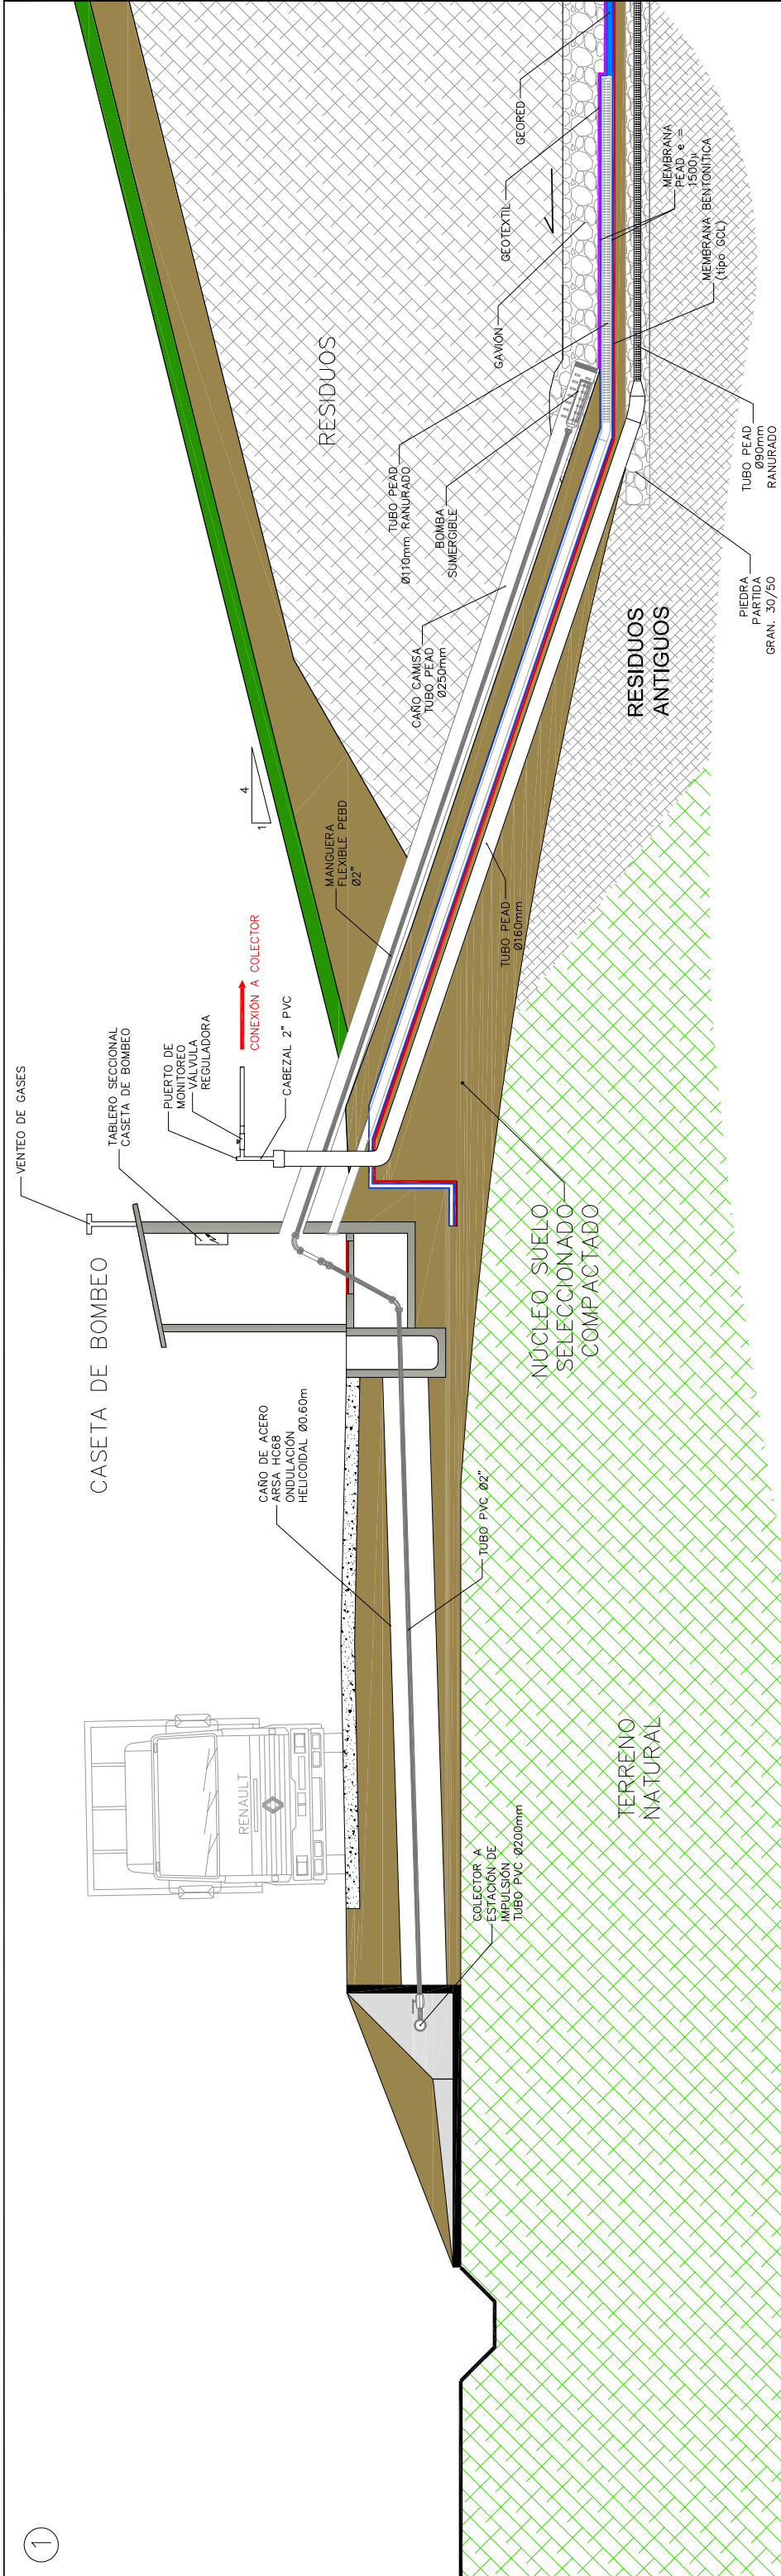 1
CASETA DE BOMBEO
VENTEO DE GASES
TABLERO SECCIONAL
CASETA DE BOMBEO
PUERTO DE
MONITOREO
VÁLVULA
REGULADORA
CONEXIÓN A COLECTOR
CABEZAL 2" PVC
4
1
RENAULT
CAÑO DE ACERO
ARSA HC68
ONDULACIÓN
HELICOIDAL Ø0.60m
MANGUERA
FLEXIBLE PEBD
Ø2"
RESIDUOS
CAÑO CAMISA
TUBO PEAD
Ø250mm
TUBO PEAD
Ø110mm RANURADO
BOMBA
SUMERGIBLE
GAVIÓN
GEOTEXTIL
GEORED
COLECTOR A
ESTACIÓN DE
IMPULSIÓN
TUBO PVC Ø200mm
TUBO PVC Ø2"
TUBO PEAD
Ø160mm
NÚCLEO SUELO
SELECCIONADO
COMPACTADO
TERRENO
NATURAL
RESIDUOS
ANTIGUOS
MEMBRANA
PEAD e =
1500µ
MEMBRANA BENTONÍTICA
(tipo GCL)
PIEDRA
PARTIDA
GRAN. 30/50
TUBO PEAD
Ø90mm
RANURADO